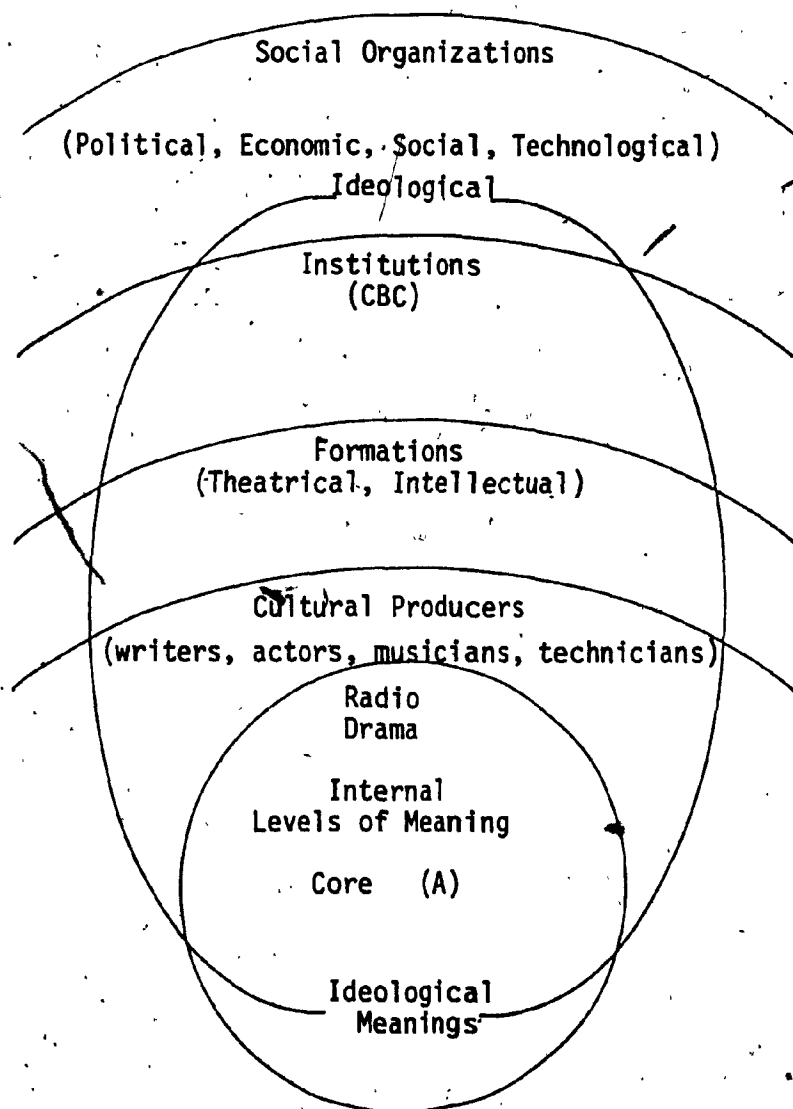 Social Organizations
(Political, Economic, Social, Technological)
Ideological
Institutions
(CBC)
Formations
(Theatrical, Intellectual)
Cultural Producers
(writers, actors, musicians, technicians)
Radio
Drama
Internal
Levels of Meaning
Core (A)
Ideological
Meanings